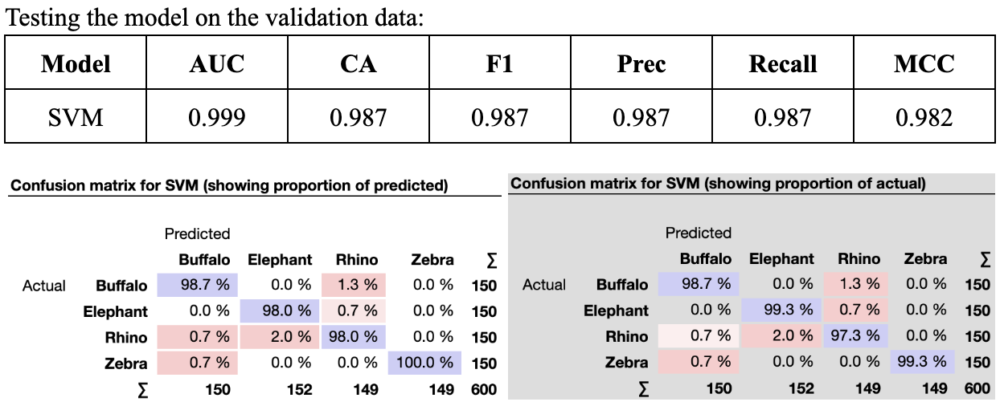 Testing the model on the validation data:
Model AUC CA F1 Prec Recall MCC
SVM 0.999 0.987 0.987 0.987 0.987 0.982
Confusion matrix for SVM (showing proportion of predicted)
Predicted
Buffalo Elephant Rhino Zebra ∑
Actual Buffalo 98.7 % 0.0 % 1.3 % 0.0 % 150
Elephant 0.0 % 98.0 % 0.7 % 0.0 % 150
Rhino 0.7 % 2.0 % 98.0 % 0.0 % 150
Zebra 0.7 % 0.0 % 0.0 % 100.0 % 150
∑ 150 152 149 149 600
Confusion matrix for SVM (showing proportion of actual)
Predicted
Buffalo Elephant Rhino Zebra ∑
Actual Buffalo 98.7 % 0.0 % 1.3 % 0.0 % 150
Elephant 0.0 % 99.3 % 0.7 % 0.0 % 150
Rhino 0.7 % 2.0 % 97.3 % 0.0 % 150
Zebra 0.7 % 0.0 % 0.0 % 99.3 % 150
∑ 150 152 149 149 600